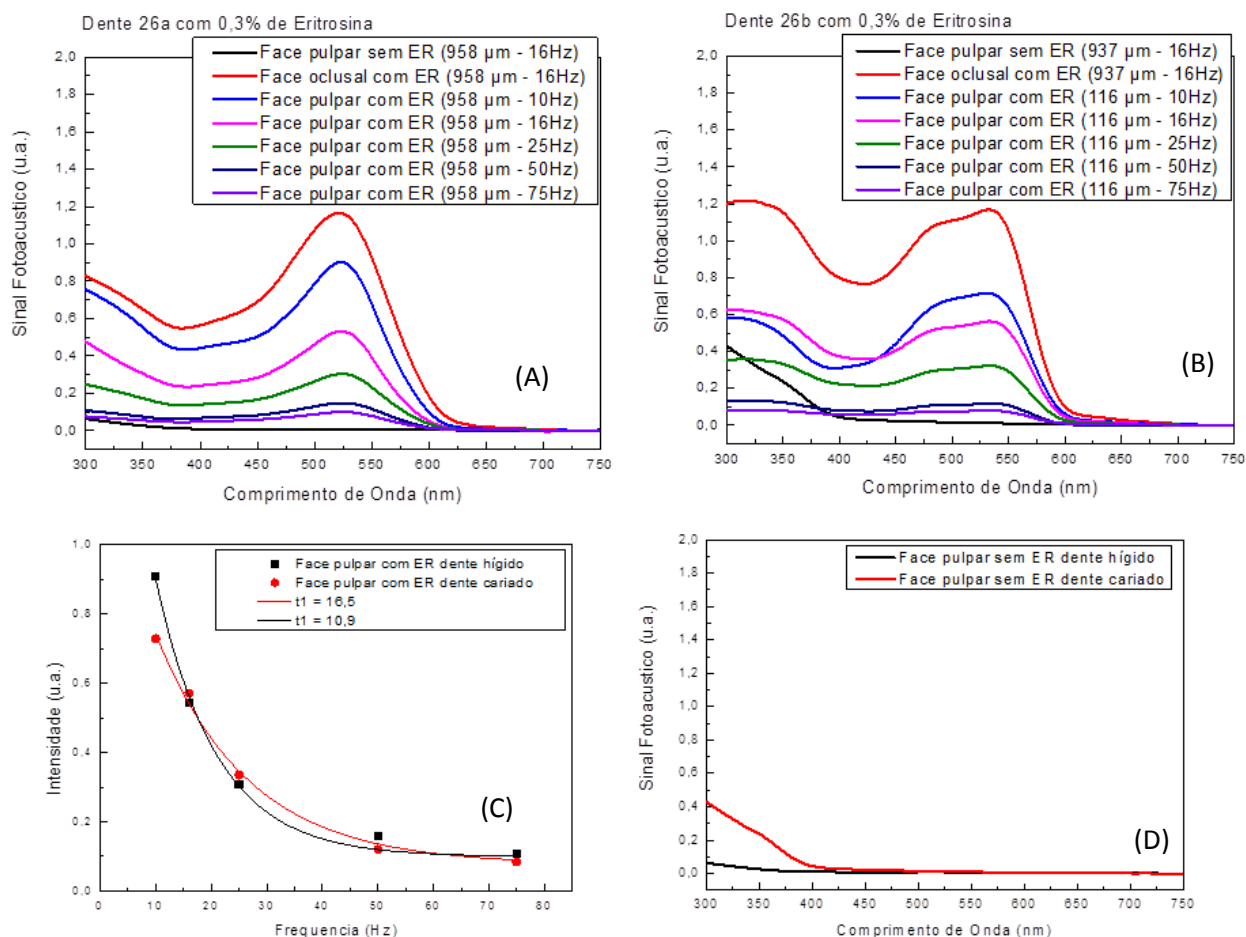 Dente 26a com 0,3% de Eritrosina
Face pulpar sem ER (958 µm - 16Hz)
Face oclusal com ER (958 µm - 16Hz)
Face pulpar com ER (958 µm - 10Hz)
Face pulpar com ER (958 µm - 16Hz)
Face pulpar com ER (958 µm - 25Hz)
Face pulpar com ER (958 µm - 50Hz)
Face pulpar com ER (958 µm - 75Hz)
2,0
1,8
1,6
1,4
1,2
1,0
0,8
0,6
0,4
0,2
0,0
Sinal Fotoacustico (u.a.)
(A)
300 350 400 450 500 550 600 650 700 750
Comprimento de Onda (nm)
Dente 26b com 0,3% de Eritrosina
Face pulpar sem ER (937 µm - 16Hz)
Face oclusal com ER (937 µm - 16Hz)
Face pulpar com ER (116 µm - 10Hz)
Face pulpar com ER (116 µm - 16Hz)
Face pulpar com ER (116 µm - 25Hz)
Face pulpar com ER (116 µm - 50Hz)
Face pulpar com ER (116 µm - 75Hz)
2,0
1,8
1,6
1,4
1,2
1,0
0,8
0,6
0,4
0,2
0,0
Sinal Fotoacustico (u.a.)
(B)
300 350 400 450 500 550 600 650 700 750
Comprimento de Onda (nm)
Face pulpar com ER dente hígido
Face pulpar com ER dente cariado
t1 = 16,5
t1 = 10,9
1,0
0,8
0,6
0,4
0,2
0,0
Intensidade (u.a.)
(C)
0 10 20 30 40 50 60 70 80
Frequencia (Hz)
Face pulpar sem ER dente hígido
Face pulpar sem ER dente cariado
2,0
1,8
1,6
1,4
1,2
1,0
0,8
0,6
0,4
0,2
0,0
Sinal Fotoacustico (u.a.)
(D)
300 350 400 450 500 550 600 650 700 750
Comprimento de Onda (nm)